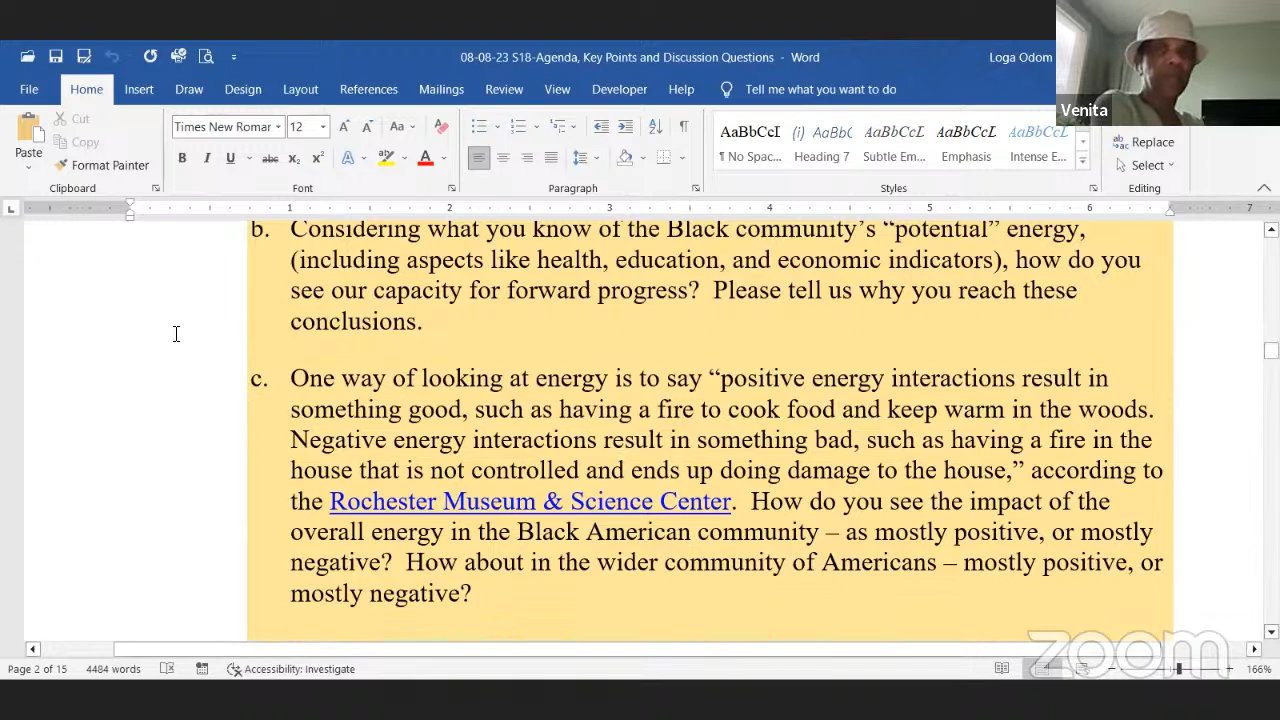 08-08-23 S18-Agenda, Key Points and Discussion Questions - Word
Loga Odom
Venita
File Home Insert Draw Design Layout References Mailings Review View Developer Help Tell me what you want to do
Paste
Cut
Copy
Format Painter
Clipboard
Times New Romar 12
Font
Paragraph
AaBbCcI (i) AaBbC AaBbCcL AaBbCcL AaBbCcL
¶ No Spac... Heading 7 Subtle Em... Emphasis Intense E...
Styles
Replace
Select
Editing
1 2 3 4 5 6 7
b. Considering what you know of the Black community’s “potential” energy,
(including aspects like health, education, and economic indicators), how do you
see our capacity for forward progress? Please tell us why you reach these
conclusions.
c. One way of looking at energy is to say “positive energy interactions result in
something good, such as having a fire to cook food and keep warm in the woods.
Negative energy interactions result in something bad, such as having a fire in the
house that is not controlled and ends up doing damage to the house,” according to
the Rochester Museum & Science Center. How do you see the impact of the
overall energy in the Black American community – as mostly positive, or mostly
negative? How about in the wider community of Americans – mostly positive, or
mostly negative?
zoom
Page 2 of 15 4484 words Accessibility: Investigate 166%